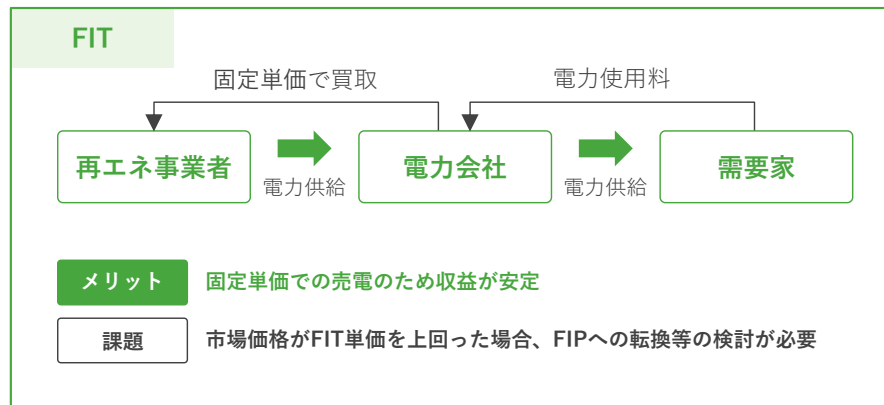 FIT
固定単価で買取
電力使用料
再エネ事業者
電力供給
電力会社
電力供給
需要家
メリット
固定単価での売電のため収益が安定
課題
市場価格がFIT単価を上回った場合、FIPへの転換等の検討が必要